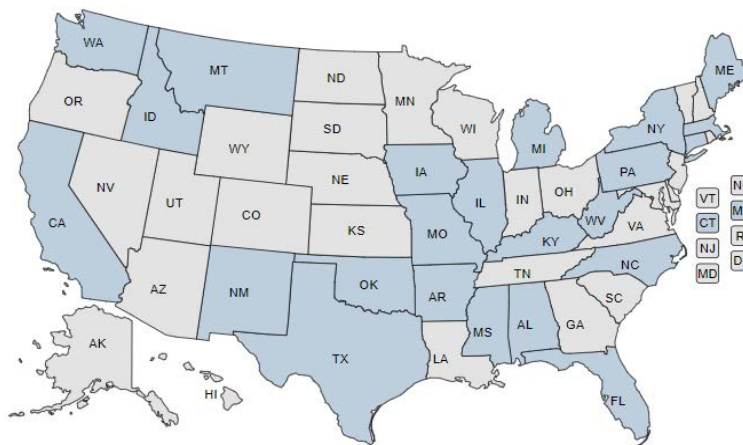 WA
ME
MT
ND
MN
OR
ID
SD
WI
NY
MI
WY
IA
PA
NE
NV
IL
IN
OH
VT
N
UT
CO
WV
VA
CT
M
CA
KS
MO
KY
NJ
R
TN
NC
MD
D
AZ
NM
OK
AR
SC
MS
AL
GA
AK
TX
LA
HI
FL